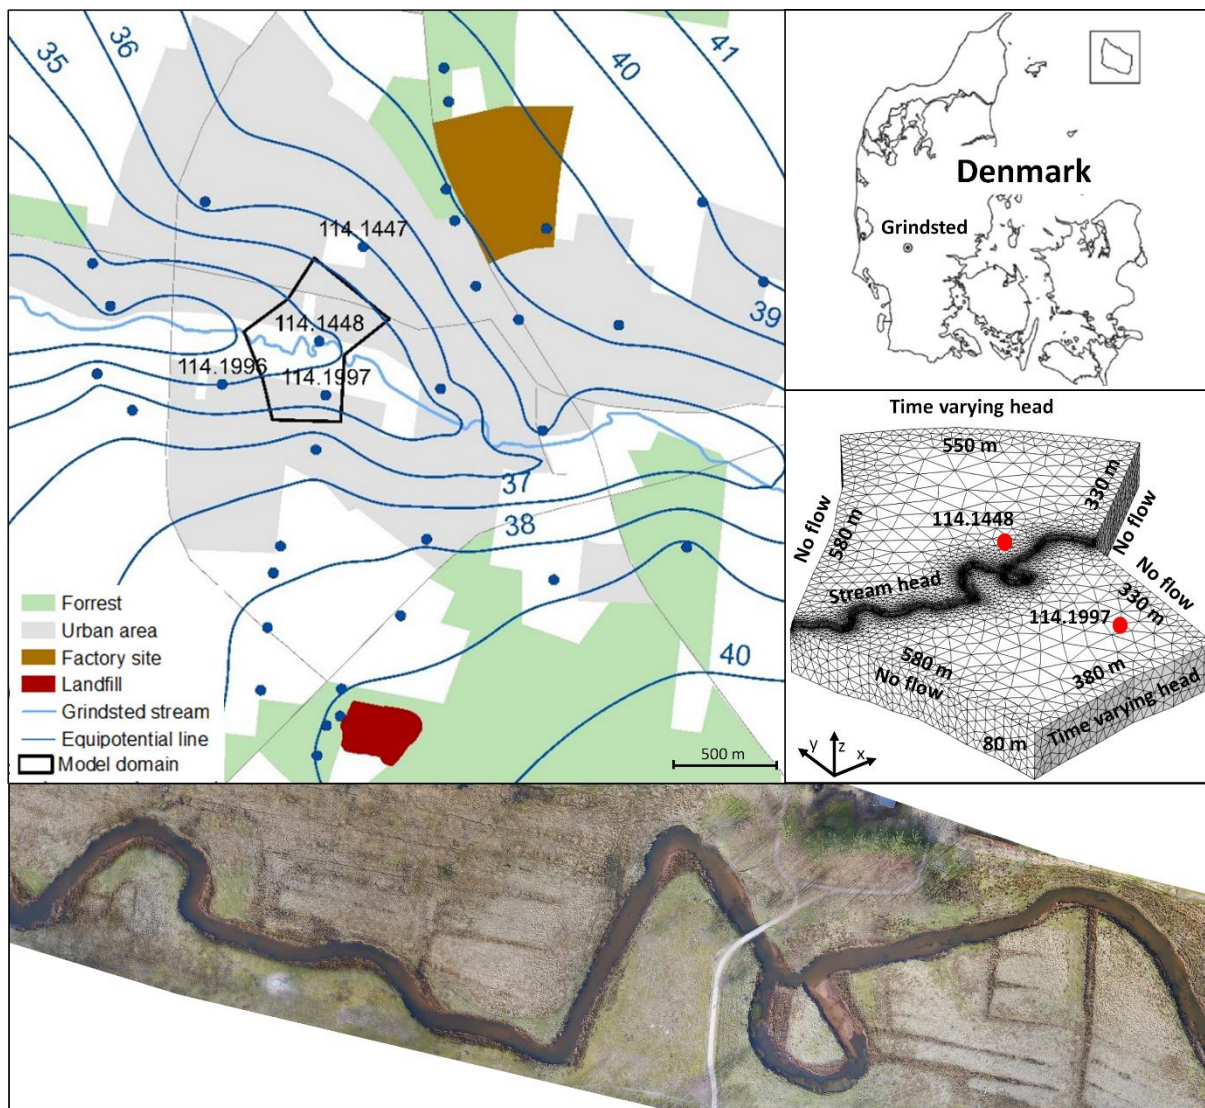 35
36
40
41
114.1447
39
114.1448
114.1996
114.1997
37
38
40
Forrest
Urban area
Factory site
Landfill
Grindsted stream
Equipotential line
Model domain
500 m
Denmark
Grindsted
Time varying head
550 m
330 m
No flow
580 m
114.1448
No flow
Stream head
No flow
330 m
114.1997
580 m
No flow
380 m
Time varying head
80 m
y
z
x